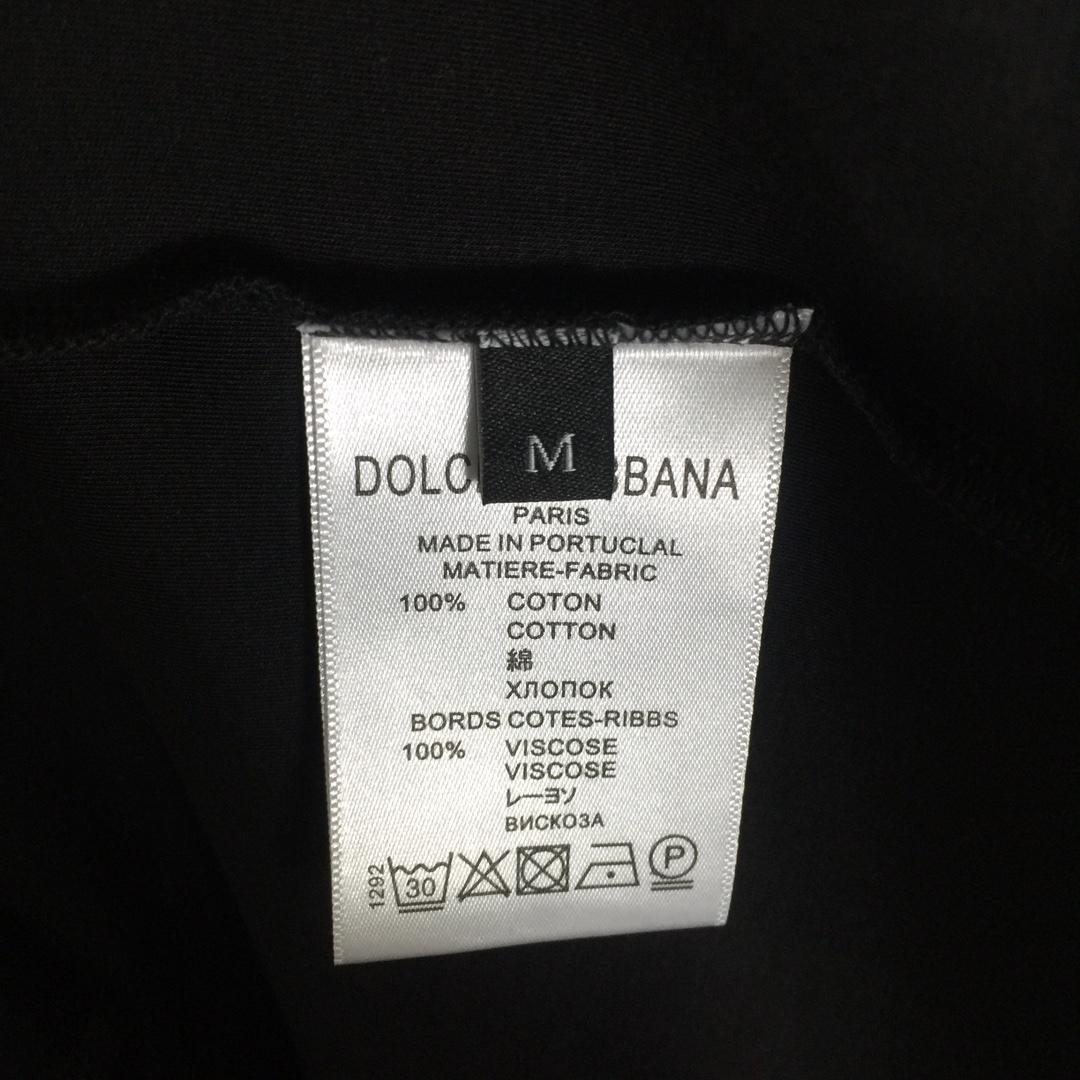 M
DOLC BBANA
PARIS
MADE IN PORTUCLAL
MATIERE-FABRIC
100% COTON
COTTON
綿
ХЛОПОК
BORDS COTES-RIBBS
100% VISCOSE
VISCOSE
レーヨン
ВИСКОЗА
1292 30 P